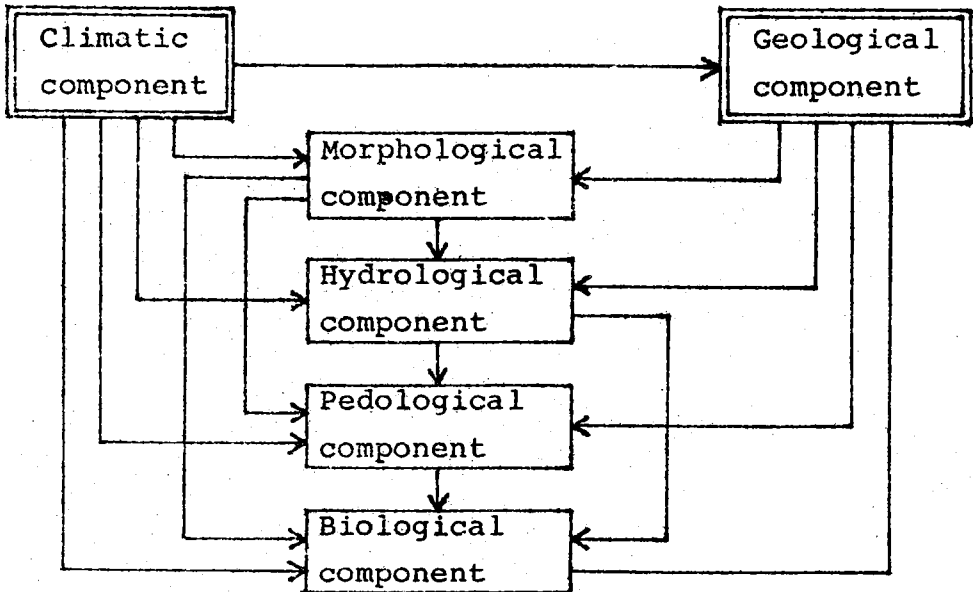 Climatic
component
Geological
component
Morphological
component
Hydrological
component
Pedological
component
Biological
component